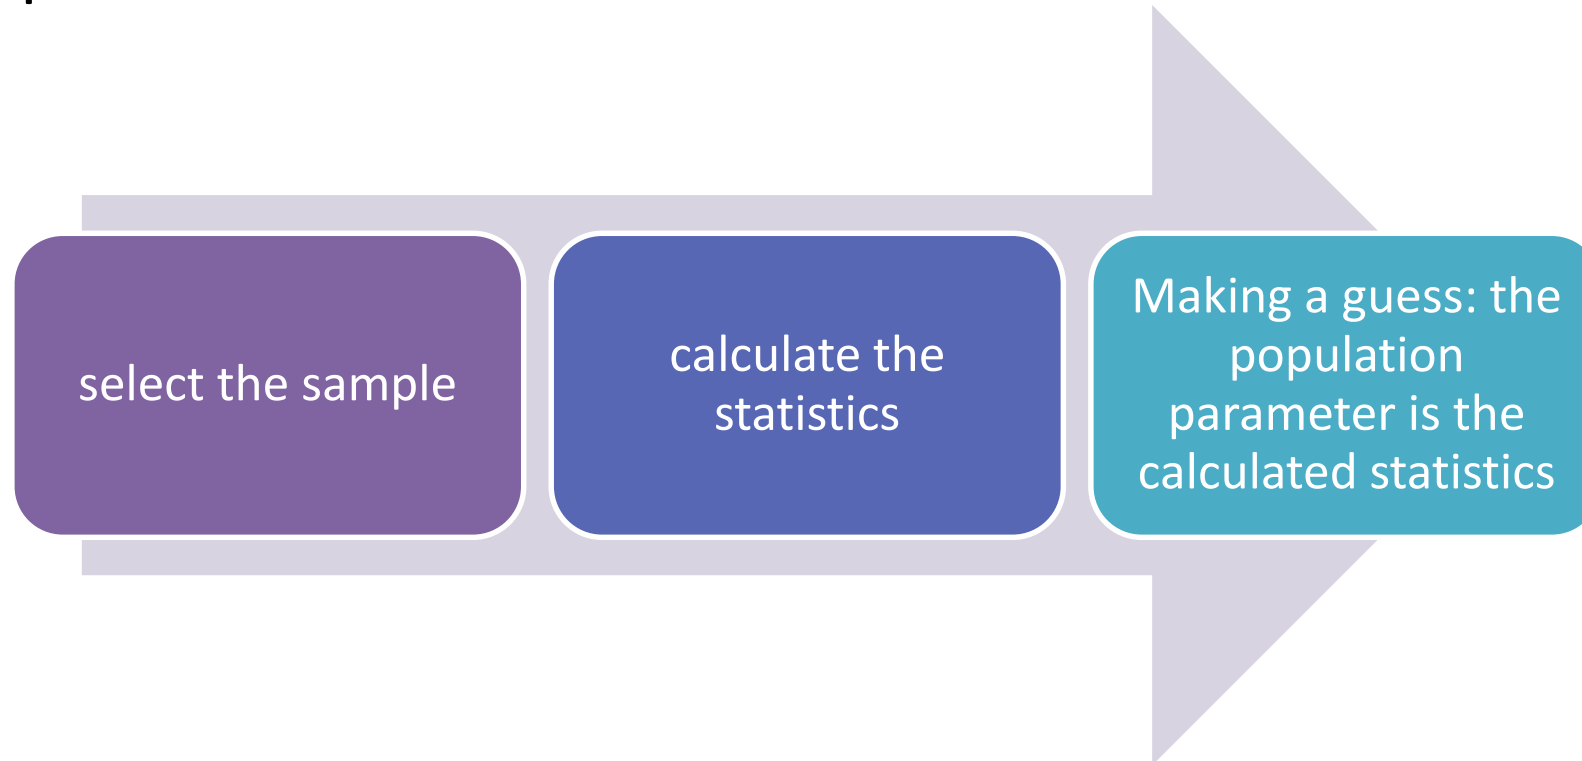 select the sample
calculate the
statistics
Making a guess: the
population
parameter is the
calculated statistics